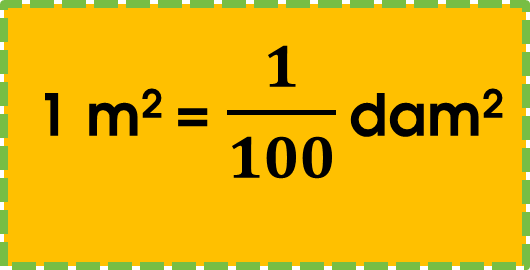 1 m² = 1/100 dam²